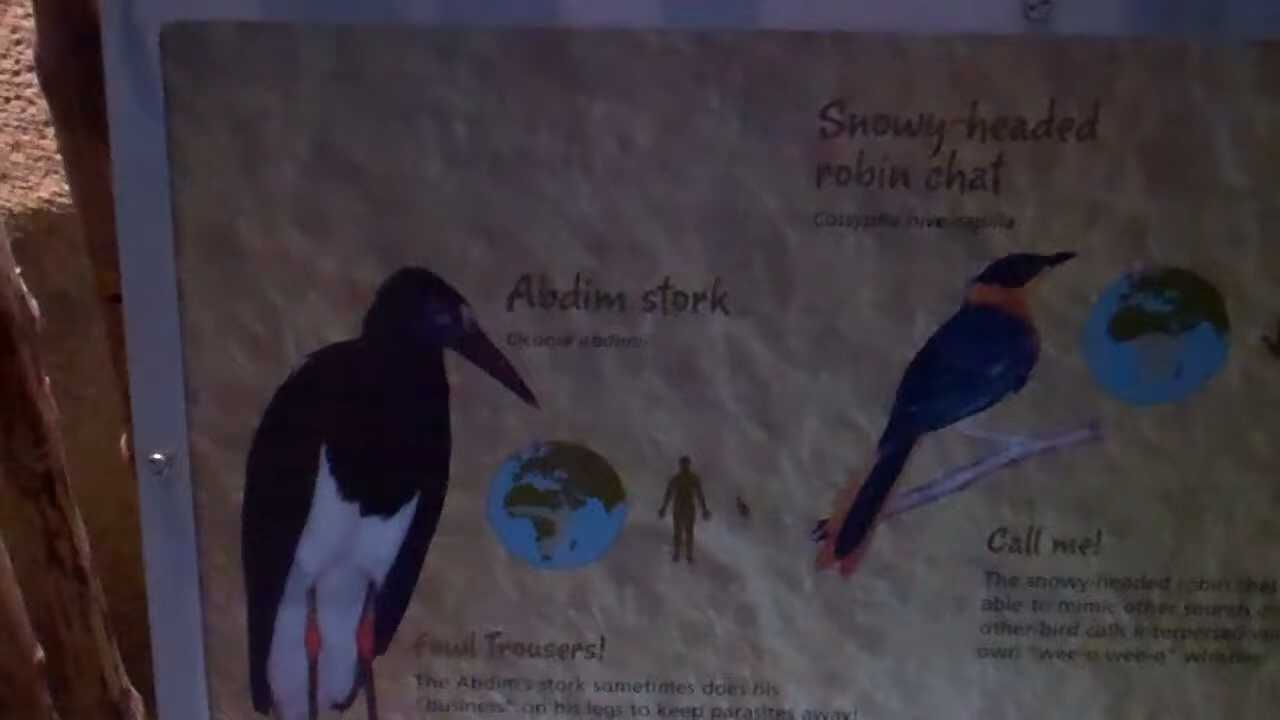 Snowy-headed
robin chat
Cossypha niveicapilla
Abdim stork
Ciconia abdimii
Call me!
The snowy-headed robin chat
able to mimic other sounds
other bird calls interspersed
own "wee-o wee-o" whistles
Fowl Trousers!
The Abdim's stork sometimes does his
"business" on his legs to keep parasites away!